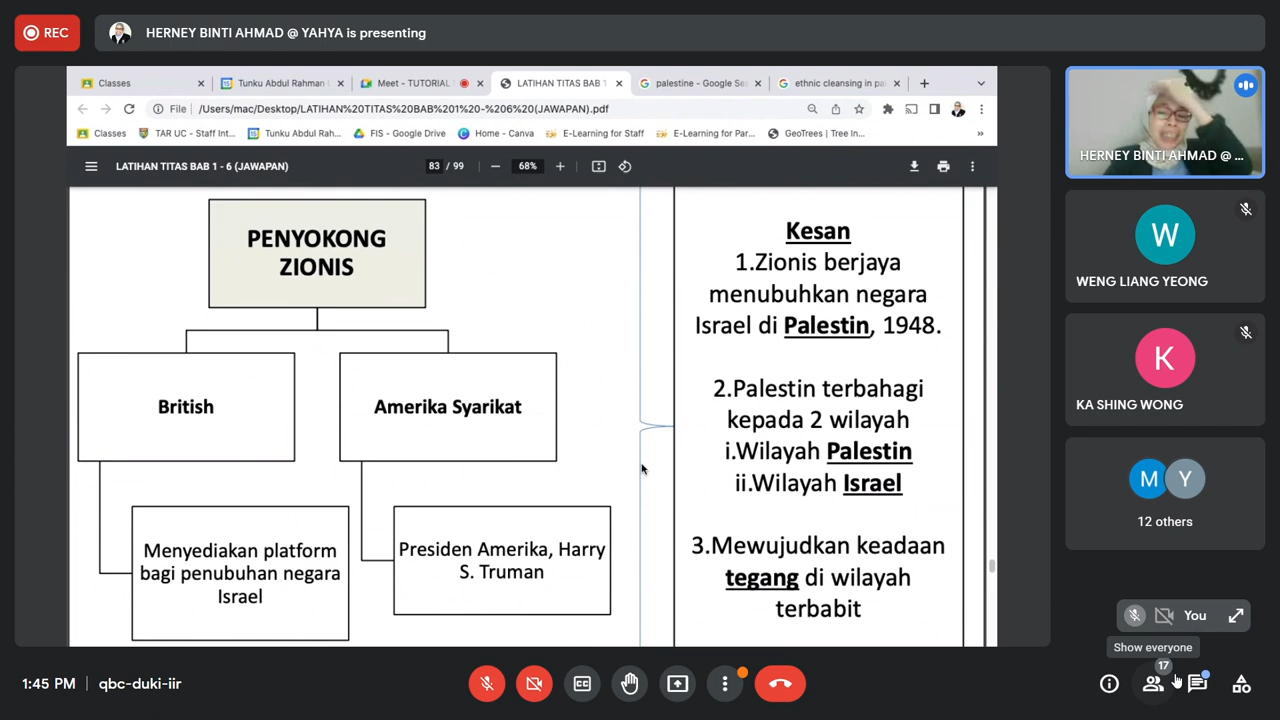 REC
HERNEY BINTI AHMAD @ YAHYA is presenting
Classes
Tunku Abdul Rahman
Meet - TUTORIAL
LATIHAN TITAS BAB 1
palestine - Google Se
ethnic cleansing in pa
File
/Users/mac/Desktop/LATIHAN%20TITAS%20BAB%201%20-%206%20(JAWAPAN).pdf
Classes
TAR UC - Staff Int...
Tunku Abdul Rah...
FIS - Google Drive
Home - Canva
E-Learning for Staff
E-Learning for Par...
GeoTrees | Tree In...
»
LATIHAN TITAS BAB 1 - 6 (JAWAPAN)
83 / 99
— 68% +
PENYOKONG
ZIONIS
British
Amerika Syarikat
Menyediakan platform
bagi penubuhan negara
Israel
Presiden Amerika, Harry
S. Truman
Kesan
1.Zionis berjaya
menubuhkan negara
Israel di Palestin, 1948.
2.Palestin terbahagi
kepada 2 wilayah
i.Wilayah Palestin
ii.Wilayah Israel
3.Mewujudkan keadaan
tegang di wilayah
terbabit
HERNEY BINTI AHMAD @ ...
W
WENG LIANG YEONG
K
KA SHING WONG
M
Y
12 others
You
Show everyone
17
1:45 PM | qbc-duki-iir
CC